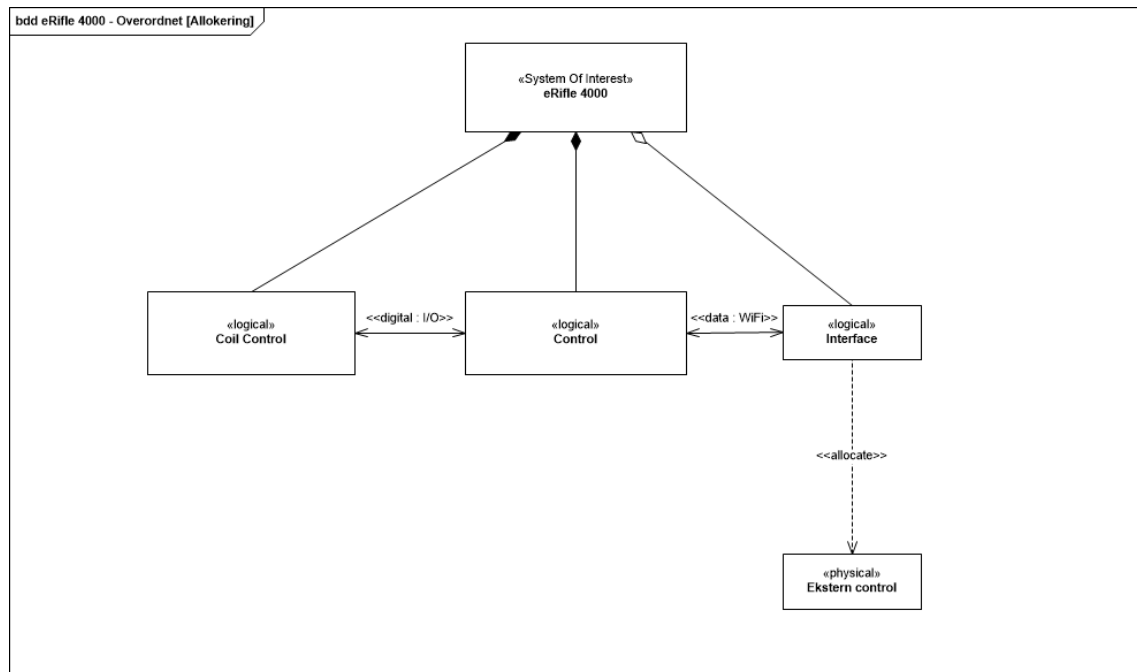 bdd eRifle 4000 - Overordnet [Allokering]
«System Of Interest»
eRifle 4000
«logical»
Coil Control
<<digital : I/O>>
«logical»
Control
<<data : WiFi>>
«logical»
Interface
<<allocate>>
«physical»
Ekstern control